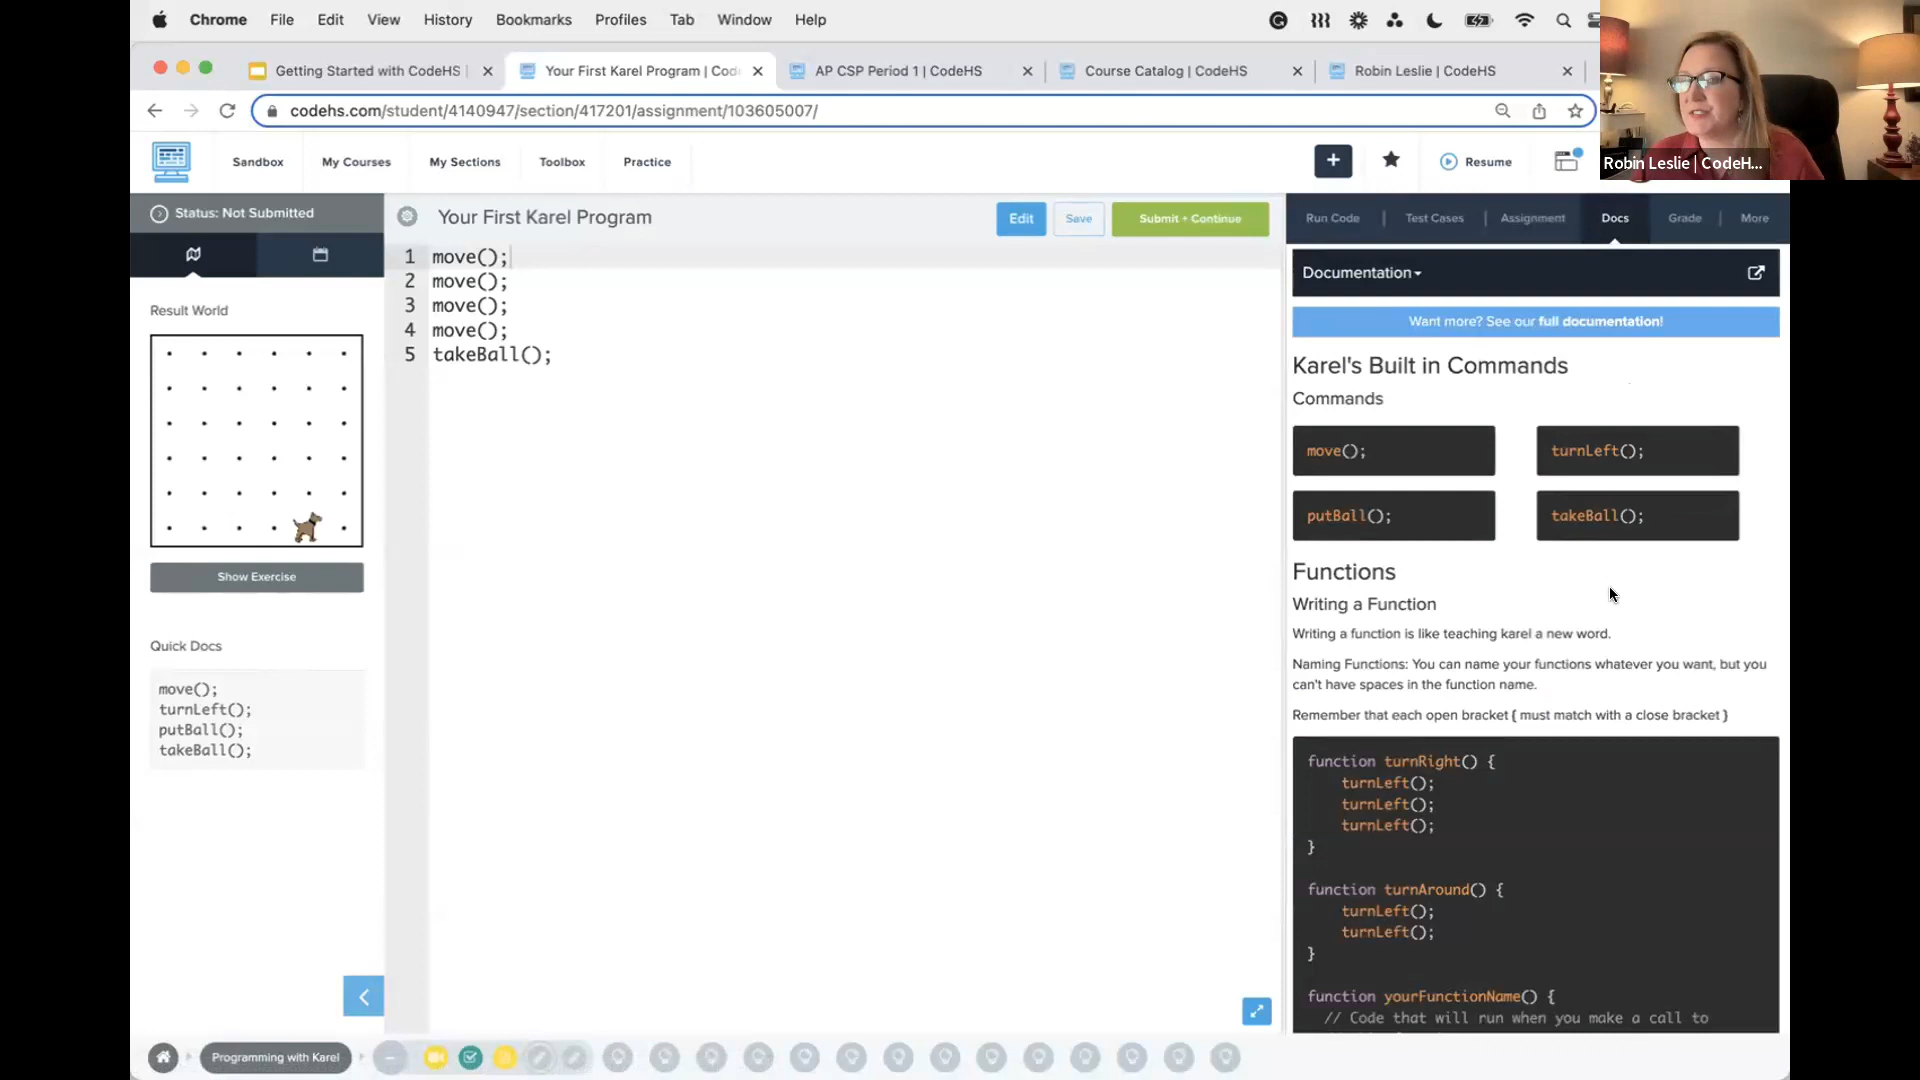 Chrome File Edit View History Bookmarks Profiles Tab Window Help
Getting Started with CodeHS |
Your First Karel Program | Cod
AP CSP Period 1 | CodeHS
Course Catalog | CodeHS
Robin Leslie | CodeHS
codehs.com/student/4140947/section/417201/assignment/103605007/
Robin Leslie | CodeH...
Sandbox My Courses My Sections Toolbox Practice
Resume
Status: Not Submitted
Result World
Show Exercise
Quick Docs
move();
turnLeft();
putBall();
takeBall();
Your First Karel Program
Edit Save Submit + Continue
1 move();
2 move();
3 move();
4 move();
5 takeBall();
Run Code | Test Cases | Assignment Docs Grade | More
Documentation
Want more? See our full documentation!
Karel's Built in Commands
Commands
move(); turnLeft();
putBall(); takeBall();
Functions
Writing a Function
Writing a function is like teaching karel a new word.
Naming Functions: You can name your functions whatever you want, but you
can't have spaces in the function name.
Remember that each open bracket { must match with a close bracket }
function turnRight() {
turnLeft();
turnLeft();
turnLeft();
}
function turnAround() {
turnLeft();
turnLeft();
}
function yourFunctionName() {
// Code that will run when you make a call to
Programming with Karel